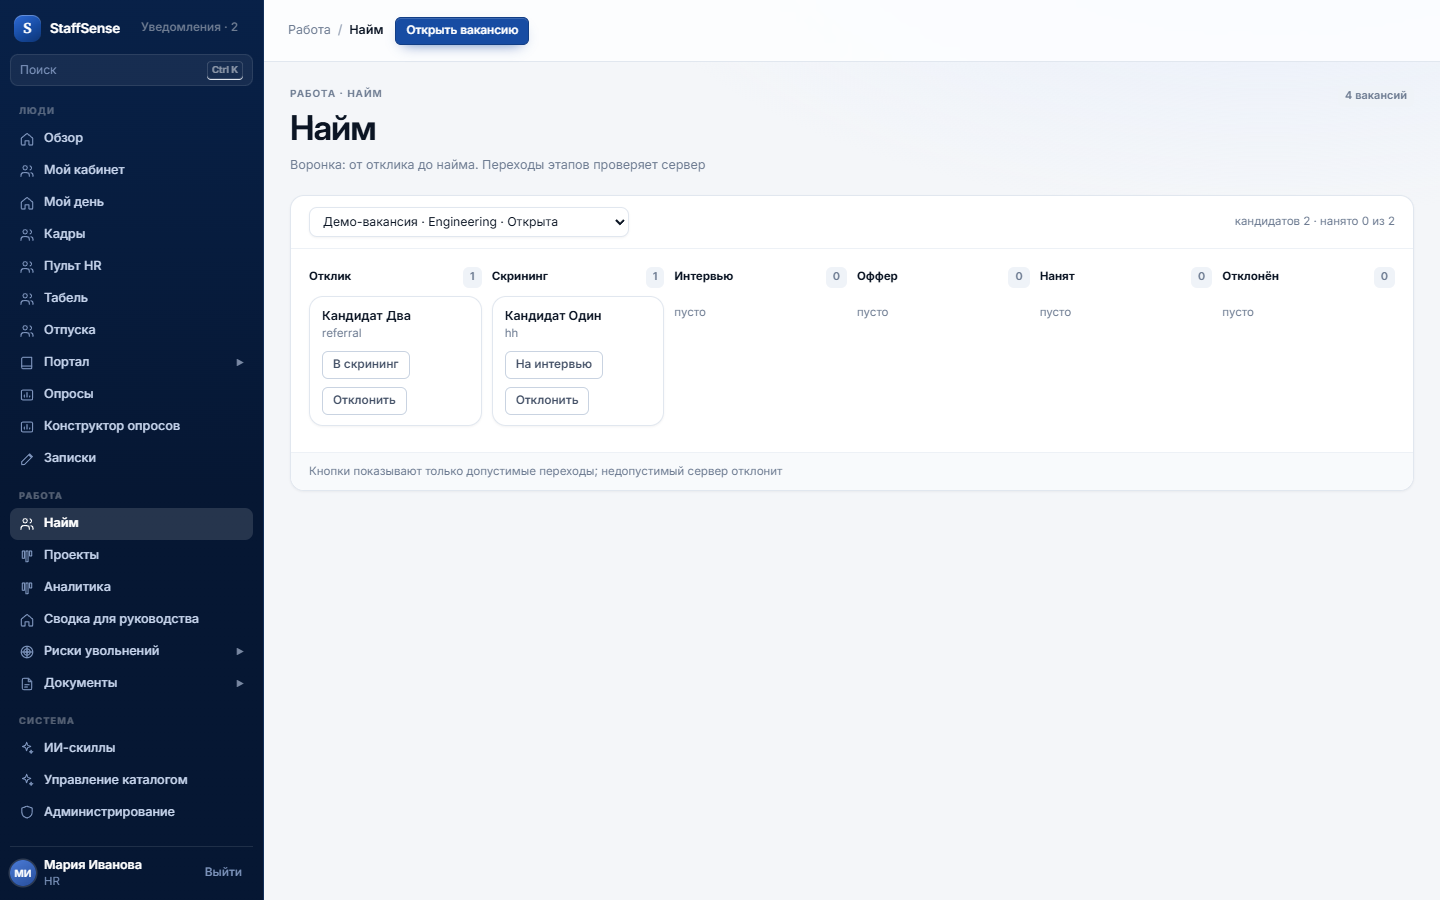 S StaffSense Уведомления · 2
Поиск Ctrl K
ЛЮДИ
Обзор
Мой кабинет
Мой день
Кадры
Пульт HR
Табель
Отпуска
Портал
Опросы
Конструктор опросов
Записки
РАБОТА
Найм
Проекты
Аналитика
Сводка для руководства
Риски увольнений
Документы
СИСТЕМА
ИИ-скиллы
Управление каталогом
Администрирование
МИ Мария Иванова
HR
Выйти
Работа / Найм Открыть вакансию
РАБОТА · НАЙМ
4 вакансий
Найм
Воронка: от отклика до найма. Переходы этапов проверяет сервер
Демо-вакансия · Engineering · Открыта
кандидатов 2 · нанято 0 из 2
Отклик 1
Кандидат Два
referral
В скрининг
Отклонить
Скрининг 1
Кандидат Один
hh
На интервью
Отклонить
Интервью 0
пусто
Оффер 0
пусто
Нанят 0
пусто
Отклонён 0
пусто
Кнопки показывают только допустимые переходы; недопустимый сервер отклонит